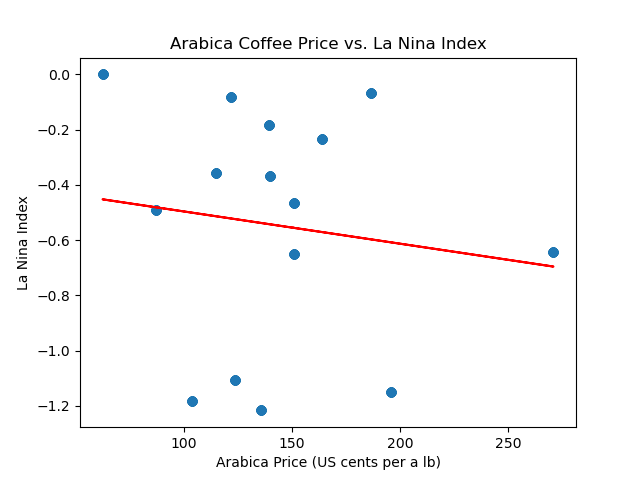 Arabica Coffee Price vs. La Nina Index
La Nina Index
0.0
−0.2
−0.4
−0.6
−0.8
−1.0
−1.2
100 150 200 250
Arabica Price (US cents per a lb)